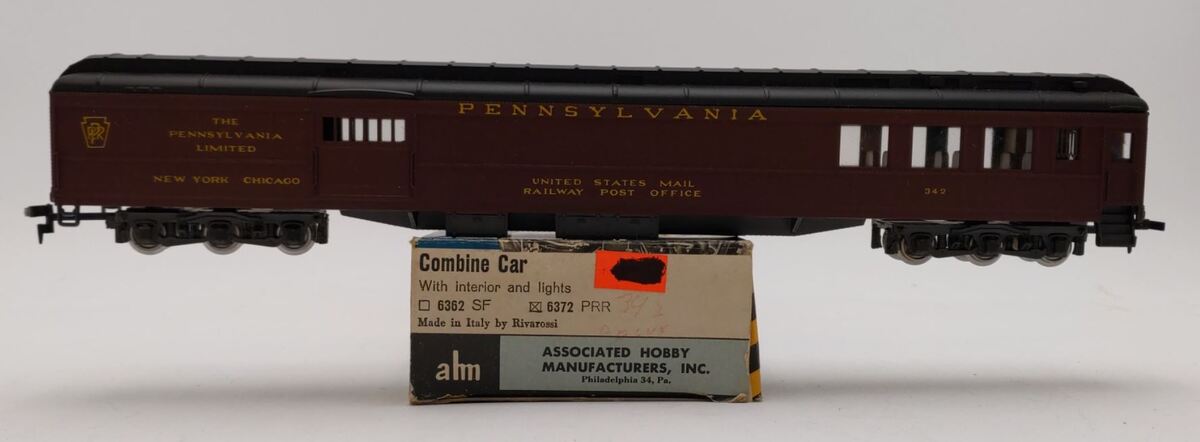 PENNSYLVANIA
PRR
THE
PENNSYLVANIA
LIMITED
NEW YORK CHICAGO
UNITED STATES MAIL
RAILWAY POST OFFICE
342
Combine Car
With interior and lights
6362 SF 6372 PRR
Made in Italy by Rivarossi
ahm
ASSOCIATED HOBBY
MANUFACTURERS, INC.
Philadelphia 34, Pa.